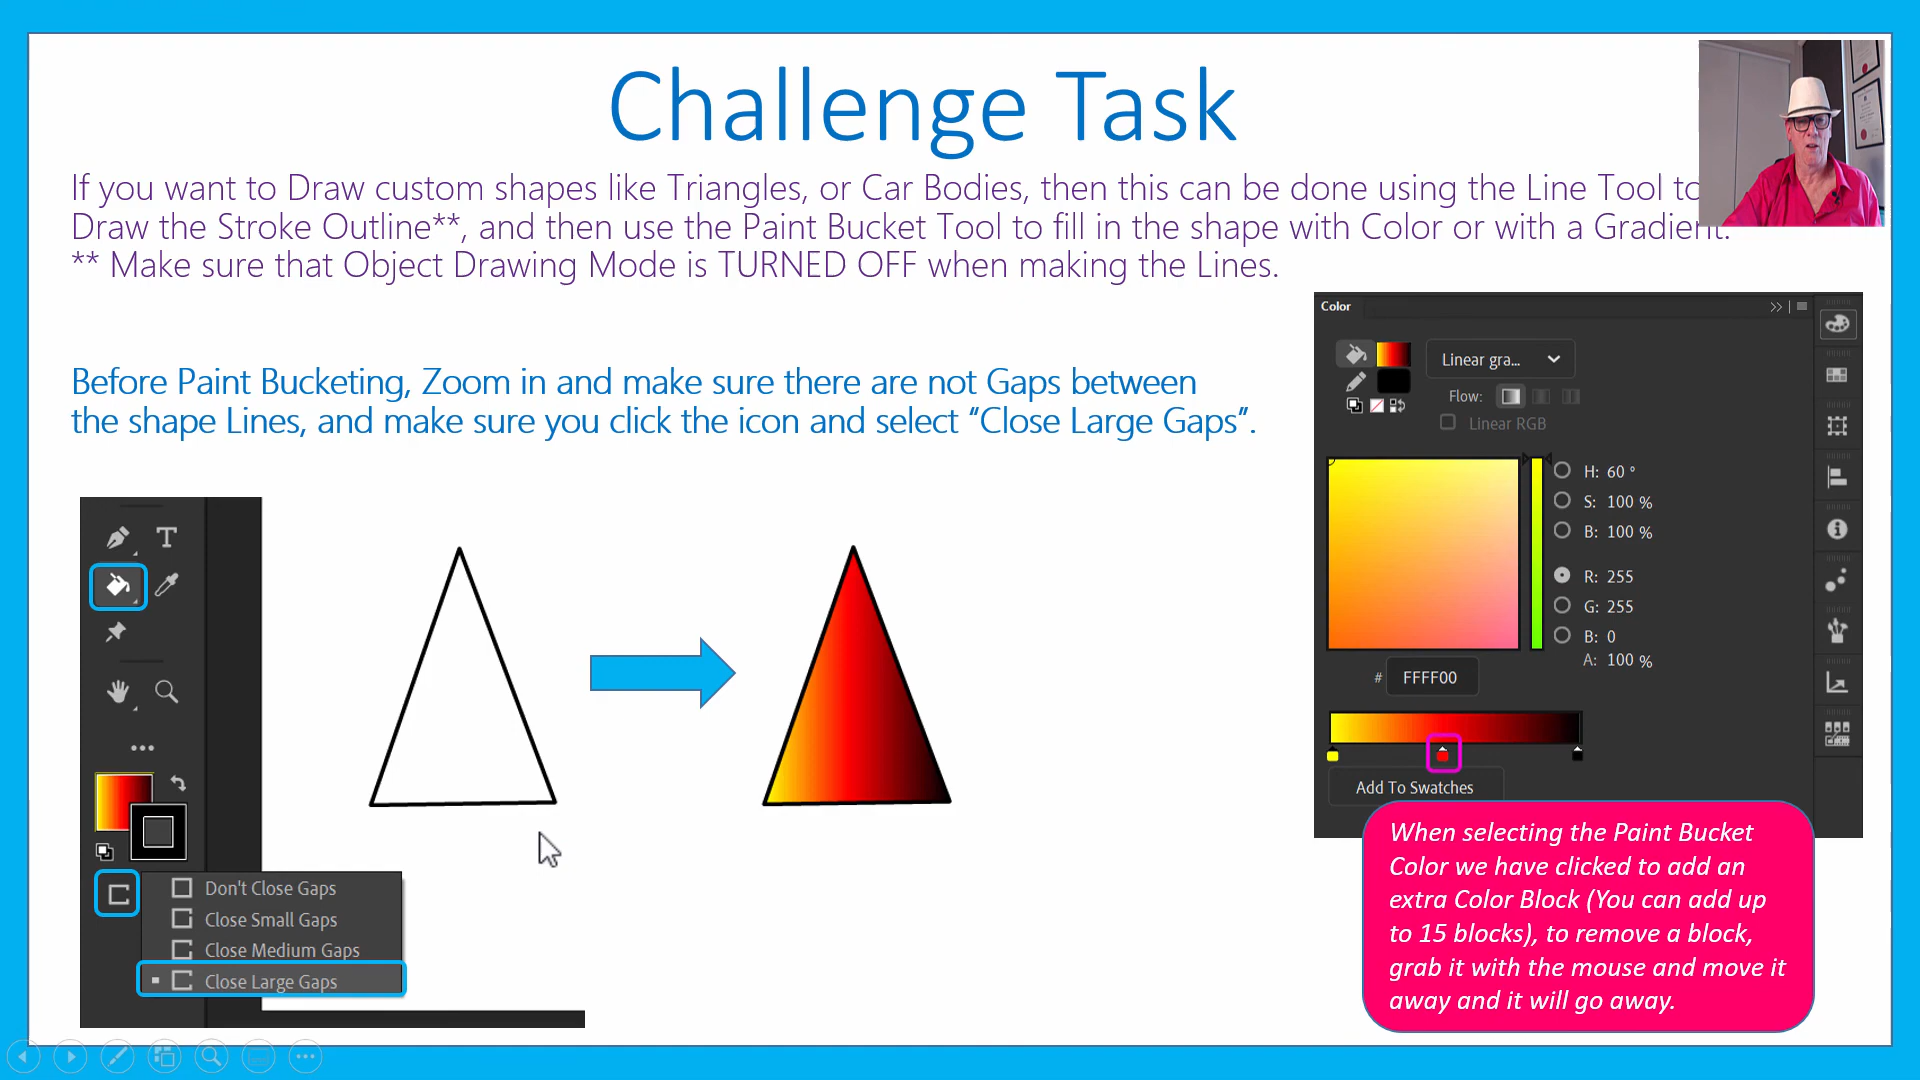 Challenge Task
If you want to Draw custom shapes like Triangles, or Car Bodies, then this can be done using the Line Tool to
Draw the Stroke Outline**, and then use the Paint Bucket Tool to fill in the shape with Color or with a Gradient.
** Make sure that Object Drawing Mode is TURNED OFF when making the Lines.
Before Paint Bucketing, Zoom in and make sure there are not Gaps between
the shape Lines, and make sure you click the icon and select “Close Large Gaps”.
Color
Linear gra...
Flow:
Linear RGB
H: 60 °
S: 100 %
B: 100 %
R: 255
G: 255
B: 0
A: 100 %
# FFFF00
Add To Swatches
T
Don't Close Gaps
Close Small Gaps
Close Medium Gaps
Close Large Gaps
When selecting the Paint Bucket
Color we have clicked to add an
extra Color Block (You can add up
to 15 blocks), to remove a block,
grab it with the mouse and move it
away and it will go away.